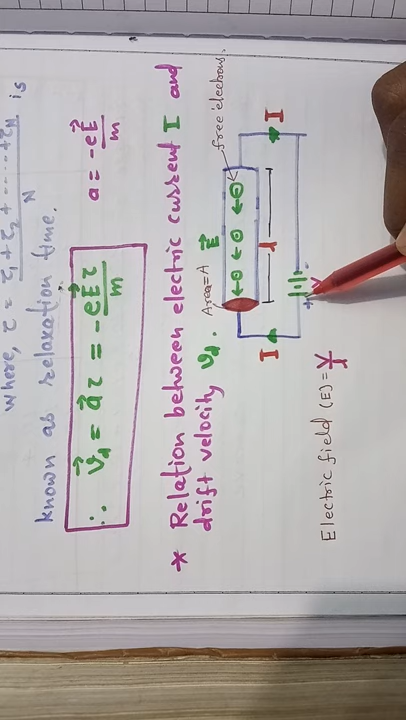 where, τ = τ₁ + τ₂ + ---- + τN / N is
known as relaxation time.
∴ v⃗d = a⃗τ = -eE⃗τ/m
a = -eE⃗/m
* Relation between electric current I and
drift velocity vd.
Area=A
E⃗
free electrons.
I
I
l
+
-
V
Electric field (E) = V/l